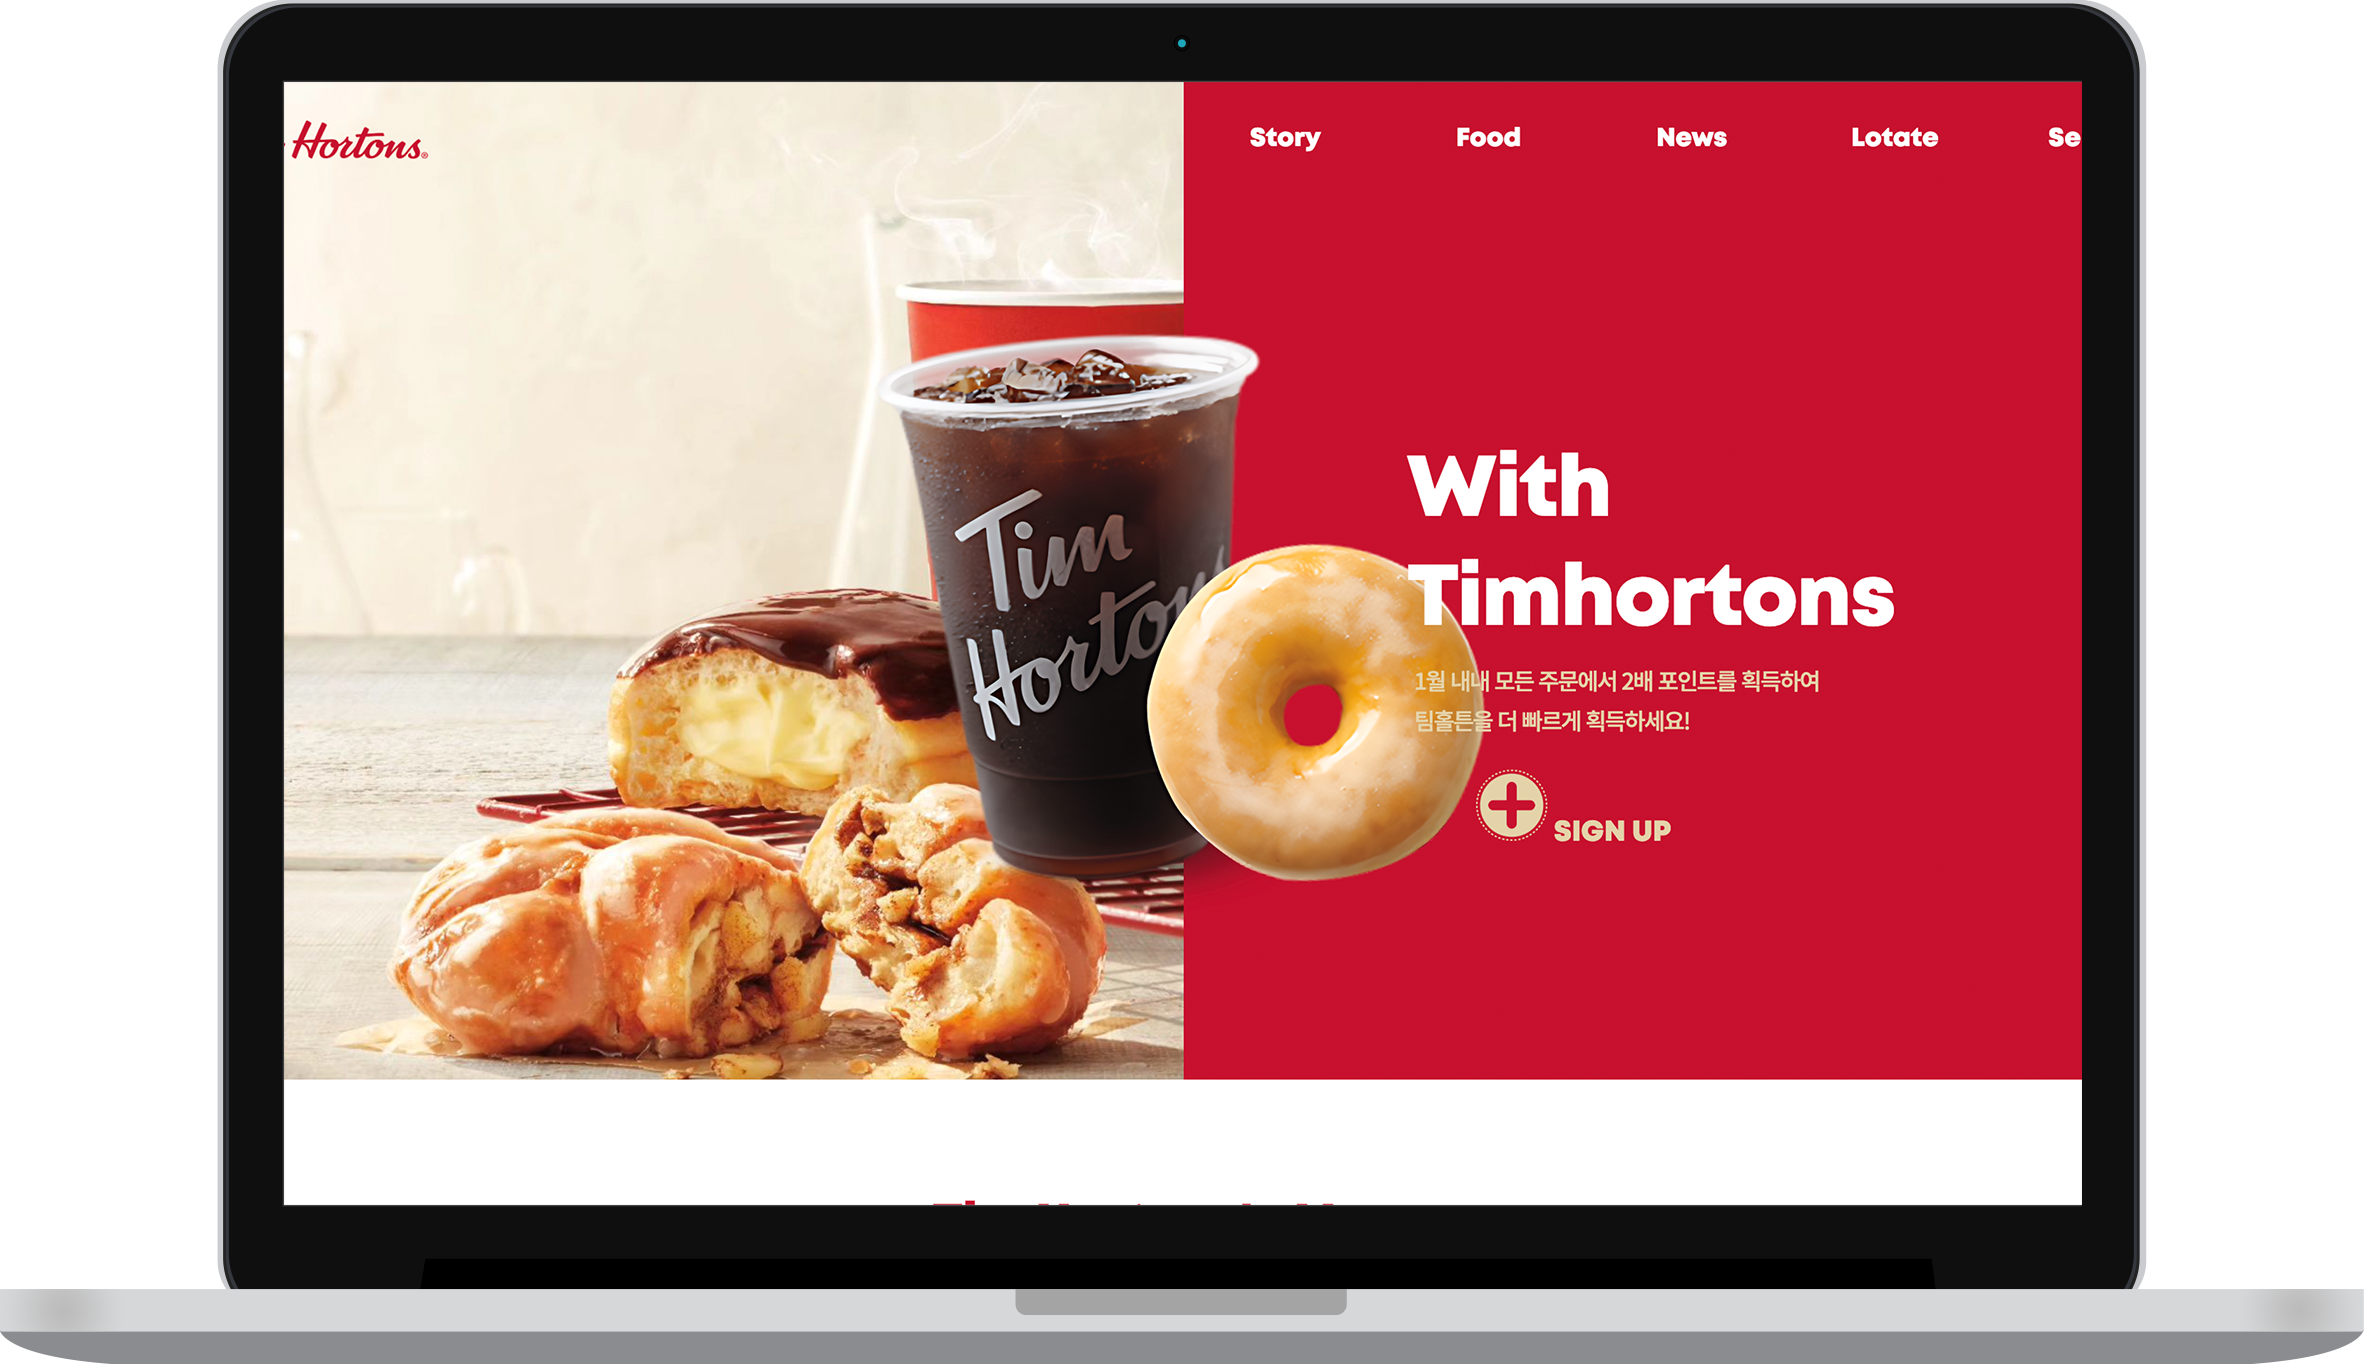 Hortons®
Story
Food
News
Lotate
Se
Tim
Horton
With
Timhortons
1월 내내 모든 주문에서 2배 포인트를 획득하여
팀홀튼을 더 빠르게 획득하세요!
SIGN UP